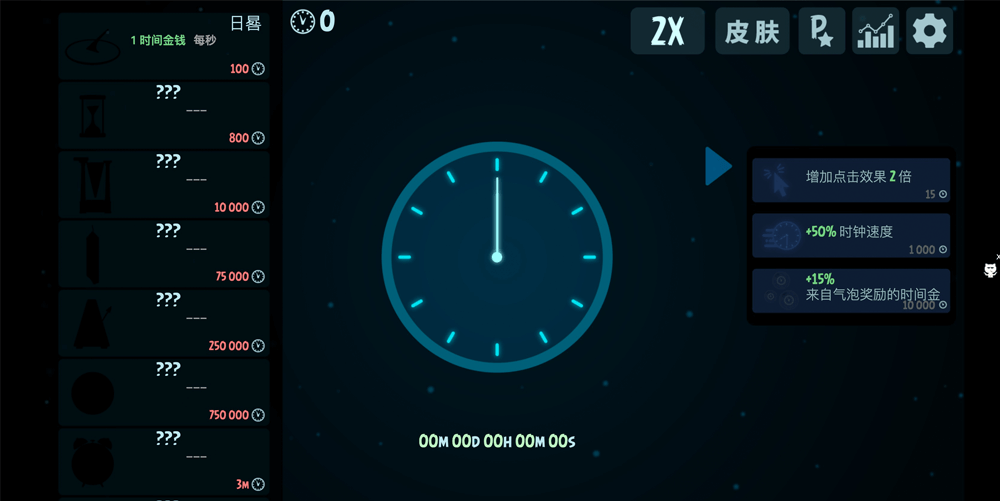 日晷
1 时间金钱 每秒
100
???
---
800
???
---
10 000
???
---
75 000
???
---
250 000
???
---
750 000
???
---
3M
0
2X
皮肤
P
增加点击效果 2 倍
15
+50% 时钟速度
1 000
+15%
来自气泡奖励的时间金
10 000
00M 00D 00H 00M 00S
x